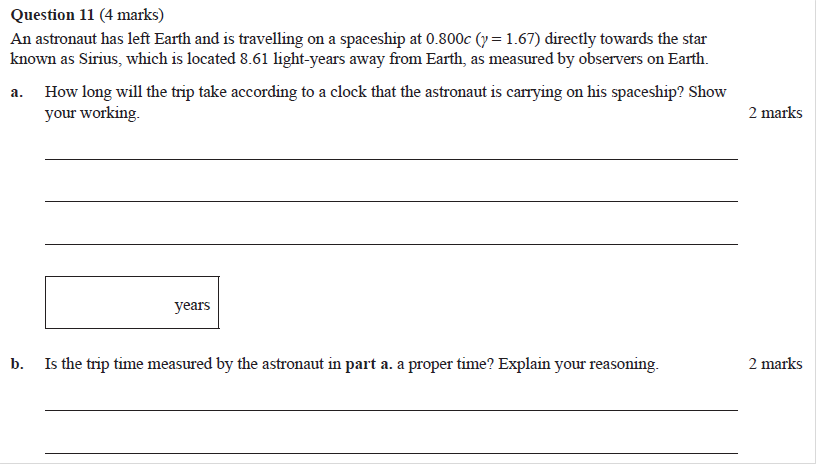 Question 11 (4 marks)
An astronaut has left Earth and is travelling on a spaceship at 0.800c (γ = 1.67) directly towards the star
known as Sirius, which is located 8.61 light-years away from Earth, as measured by observers on Earth.
a. How long will the trip take according to a clock that the astronaut is carrying on his spaceship? Show
your working. 2 marks
years
b. Is the trip time measured by the astronaut in part a. a proper time? Explain your reasoning. 2 marks